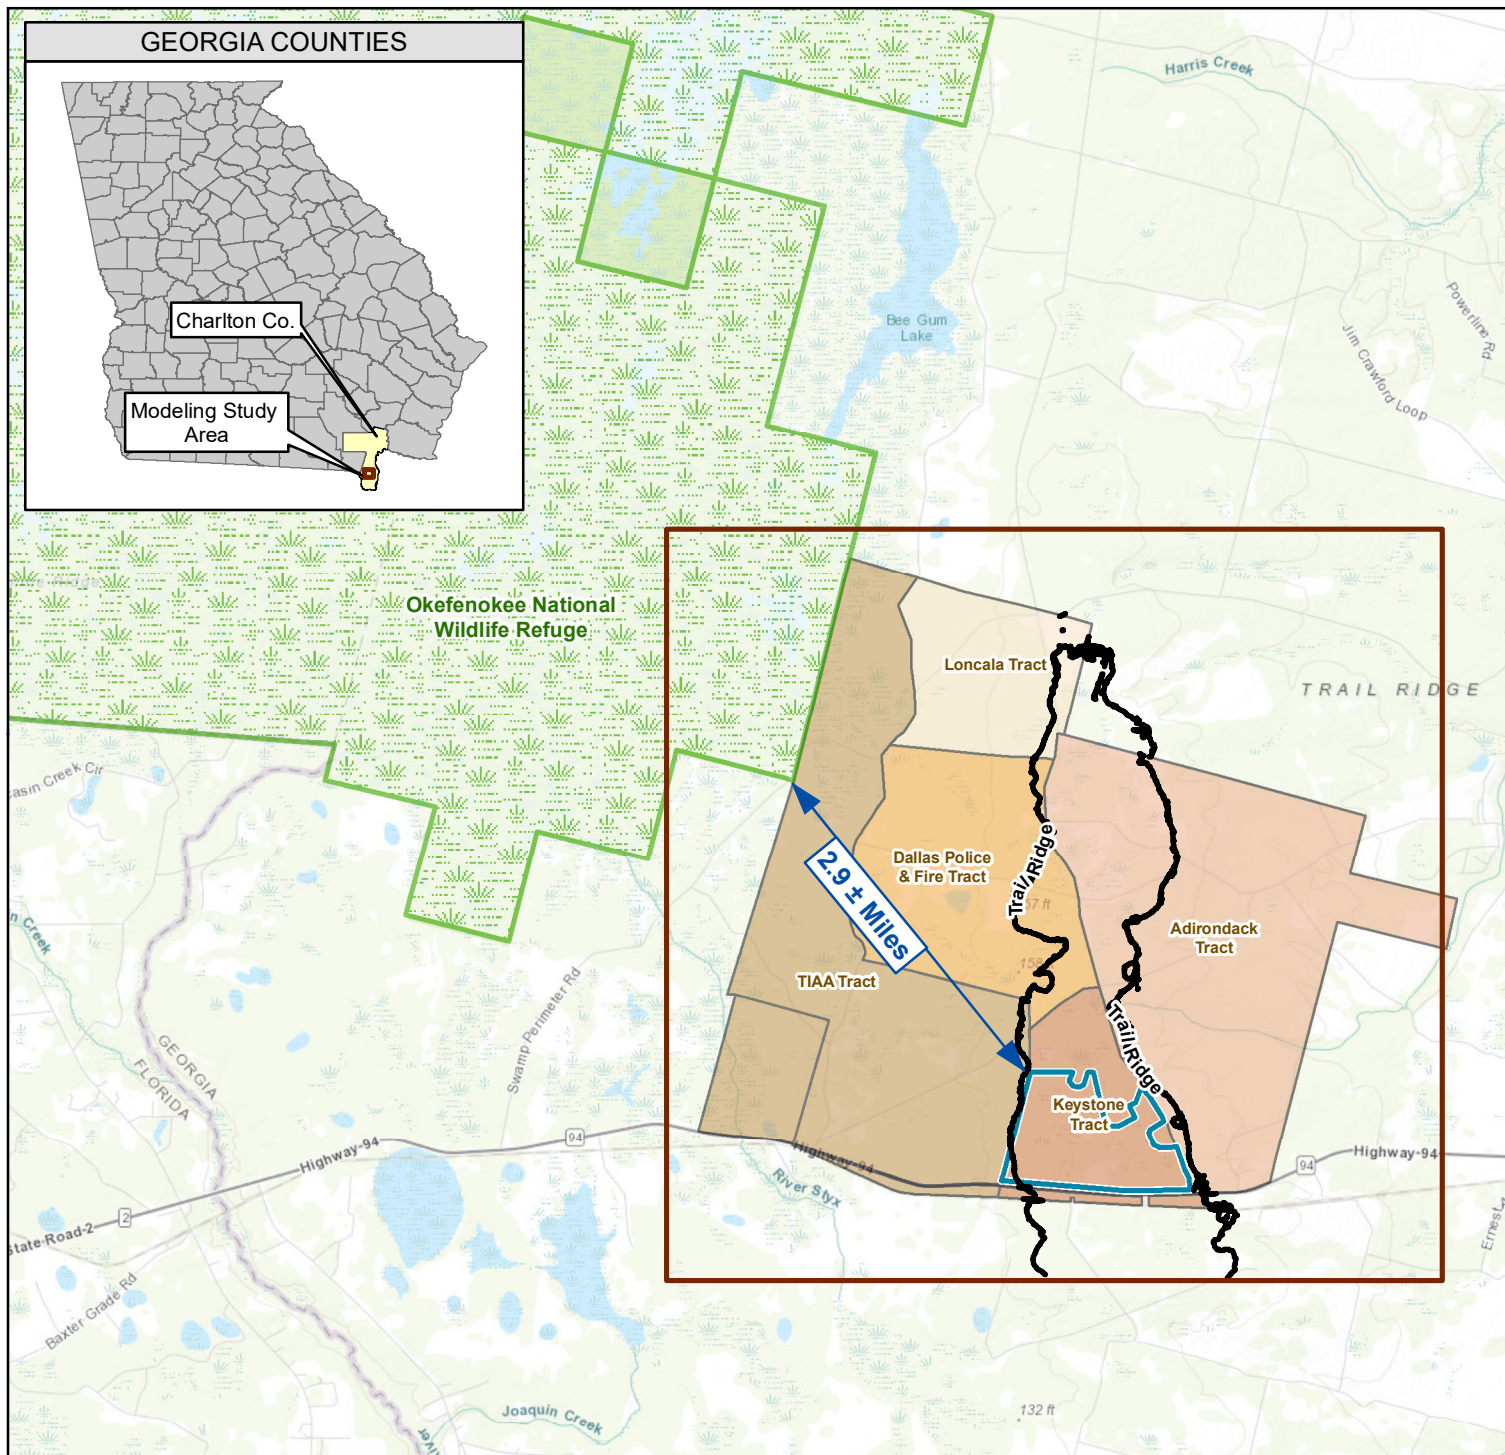 GEORGIA COUNTIES
Charlton Co.
Modeling Study
Area
Harris Creek
Powerline Rd
Jim Crawford Loop
Bee Gum
Lake
Okefenokee National
Wildlife Refuge
Loncala Tract
TRAIL RIDGE
Trail Ridge
Dallas Police
& Fire Tract
2.9 ± Miles
Adirondack
Tract
TIAA Tract
158
Swamp Perimeter Rd
GEORGIA
FLORIDA
Trail Ridge
Keystone
Tract
94
Highway-94
Highway-94
94
Highway-94
River Styx
2
State-Road-2
Baxter Grade Rd
Joaquin Creek
132 ft